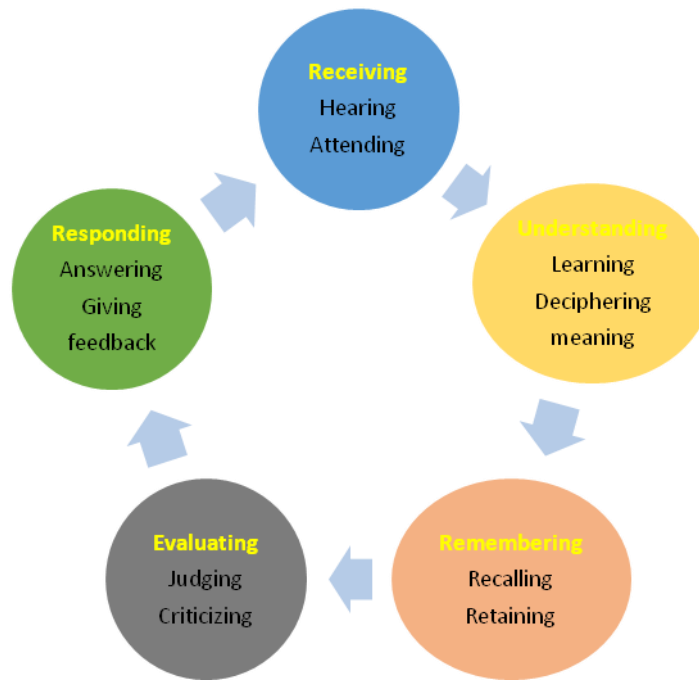 Receiving
Hearing
Attending
Understanding
Learning
Deciphering
meaning
Remembering
Recalling
Retaining
Evaluating
Judging
Criticizing
Responding
Answering
Giving
feedback